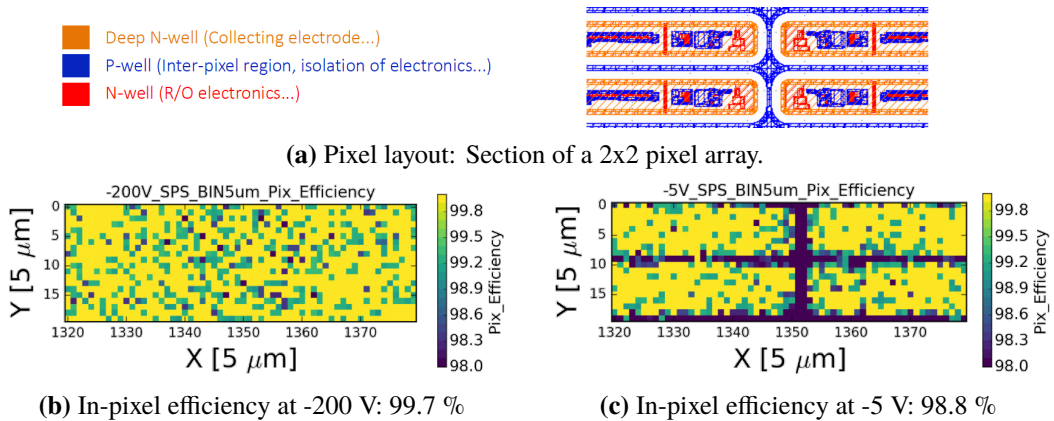 Deep N-well (Collecting electrode...)
P-well (Inter-pixel region, isolation of electronics...)
N-well (R/O electronics...)
(a) Pixel layout: Section of a 2x2 pixel array.
-200V_SPS_BIN5um_Pix_Efficiency
0
5
10
15
Y [5 μm]
1320 1330 1340 1350 1360 1370
X [5 μm]
99.8
99.5
99.2
98.9
98.6
98.3
98.0
Pix_Efficiency
(b) In-pixel efficiency at -200 V: 99.7 %
-5V_SPS_BIN5um_Pix_Efficiency
0
5
10
15
Y [5 μm]
1320 1330 1340 1350 1360 1370
X [5 μm]
99.8
99.5
99.2
98.9
98.6
98.3
98.0
Pix_Efficiency
(c) In-pixel efficiency at -5 V: 98.8 %